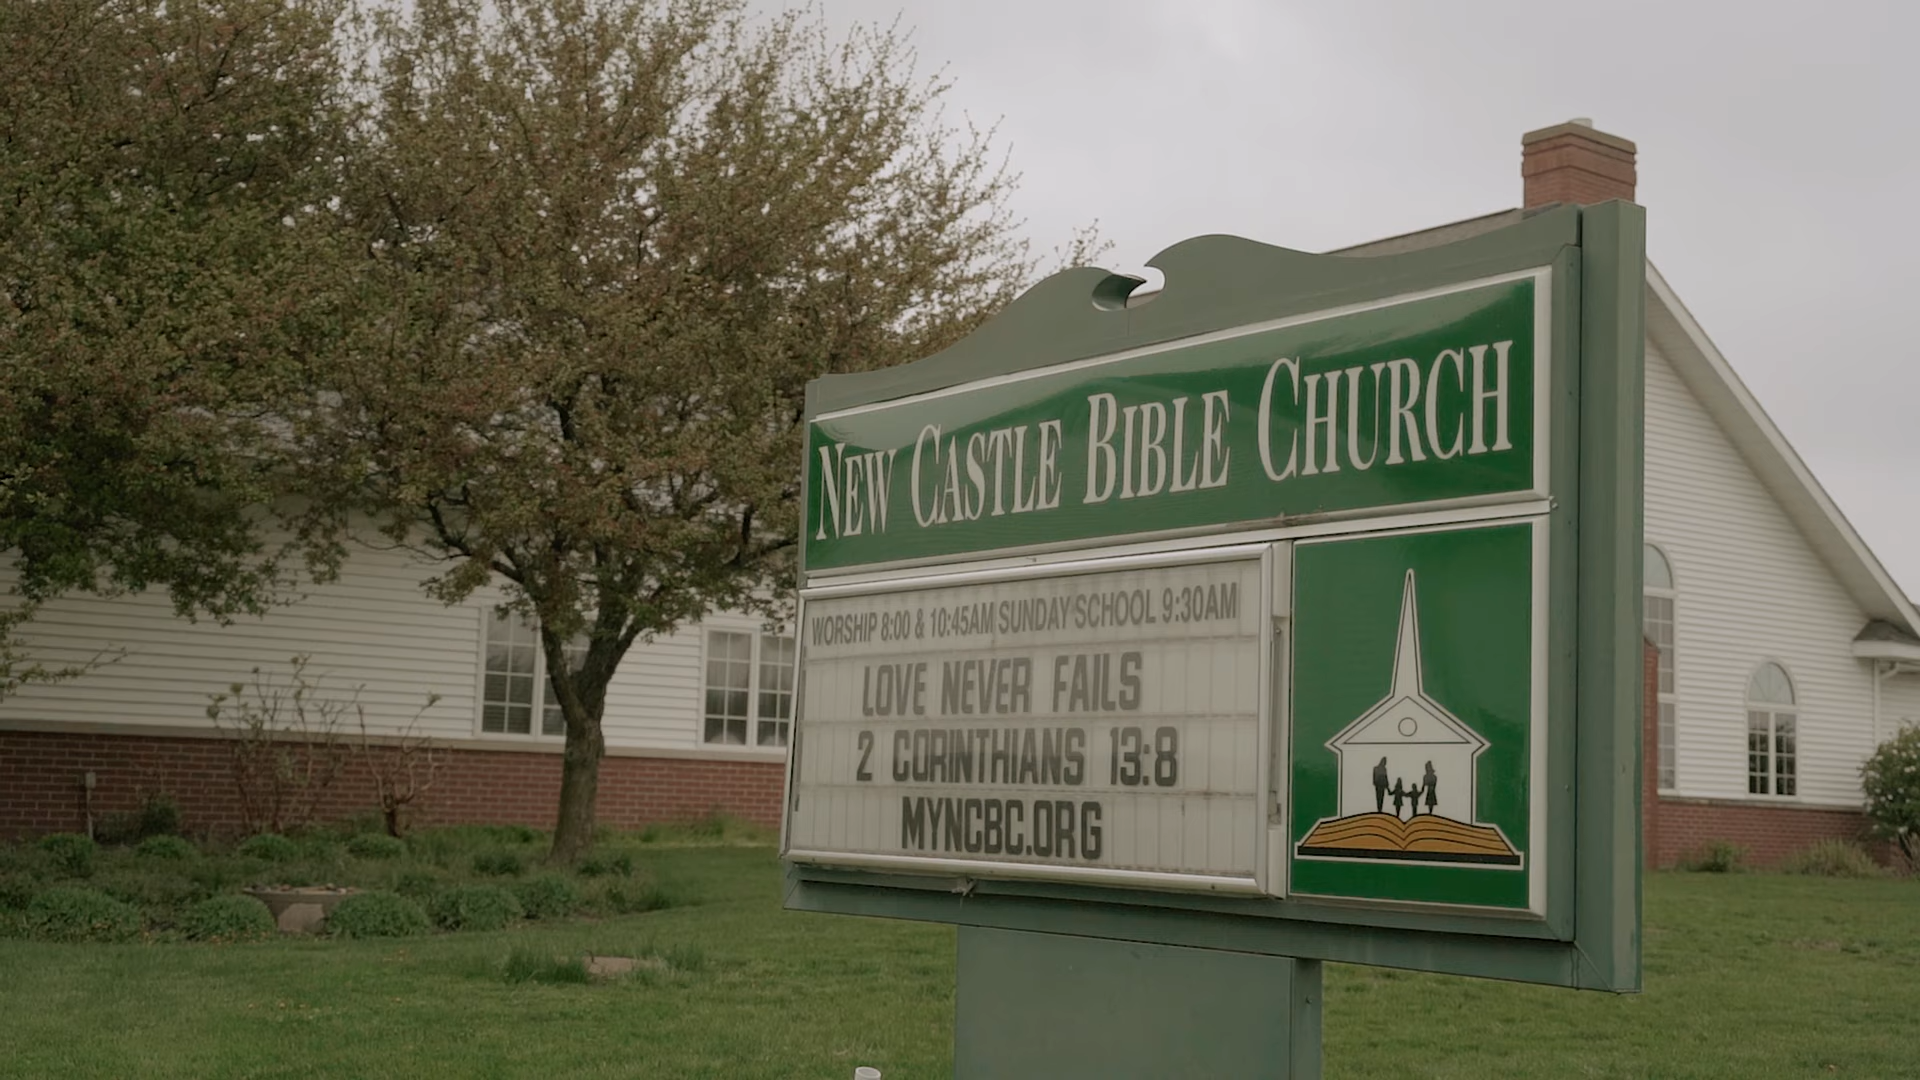 NEW CASTLE BIBLE CHURCH
WORSHIP 8:00 & 10:45AM SUNDAY SCHOOL 9:30AM
LOVE NEVER FAILS
2 CORINTHIANS 13:8
MYNCBC.ORG